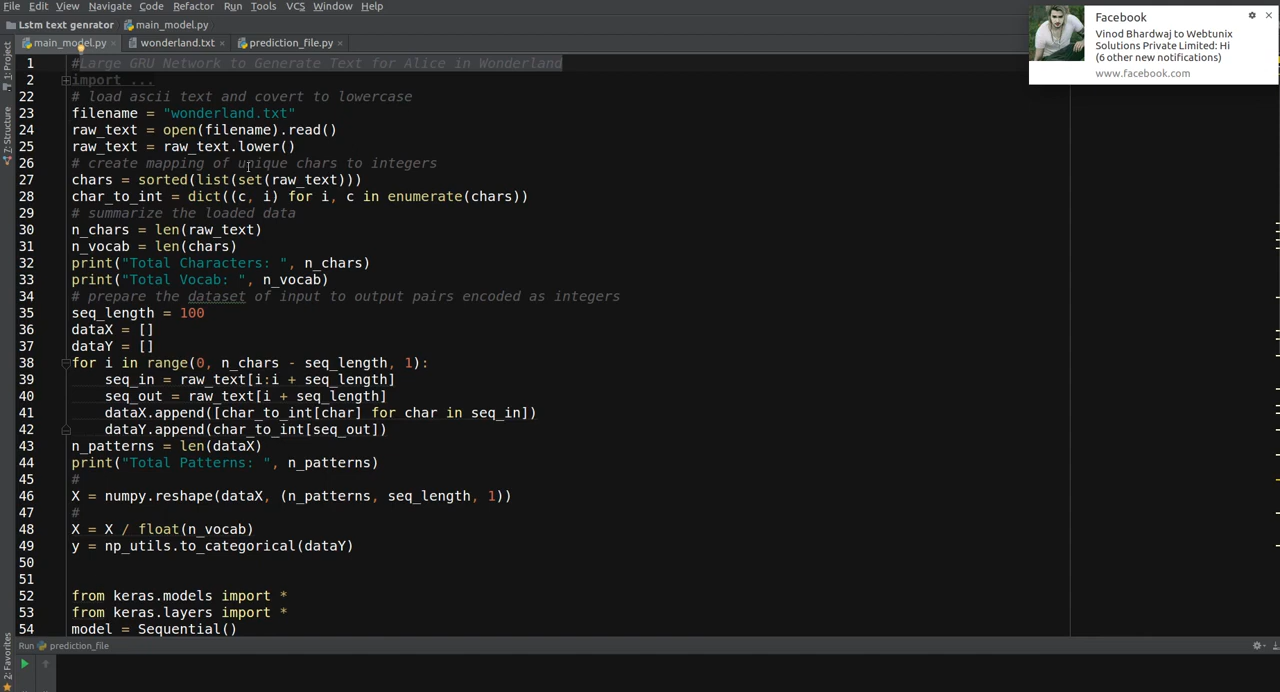 File Edit View Navigate Code Refactor Run Tools VCS Window Help
Lstm text genrator main_model.py
main_model.py wonderland.txt prediction_file.py
Facebook
Vinod Bhardwaj to Webtunix
Solutions Private Limited: Hi
(6 other new notifications)
www.facebook.com
1: Project
7: Structure
2: Favorites
1 #Large GRU Network to Generate Text for Alice in Wonderland
2 import ...
22 # load ascii text and covert to lowercase
23 filename = "wonderland.txt"
24 raw_text = open(filename).read()
25 raw_text = raw_text.lower()
26 # create mapping of unique chars to integers
27 chars = sorted(list(set(raw_text)))
28 char_to_int = dict((c, i) for i, c in enumerate(chars))
29 # summarize the loaded data
30 n_chars = len(raw_text)
31 n_vocab = len(chars)
32 print("Total Characters: ", n_chars)
33 print("Total Vocab: ", n_vocab)
34 # prepare the dataset of input to output pairs encoded as integers
35 seq_length = 100
36 dataX = []
37 dataY = []
38 for i in range(0, n_chars - seq_length, 1):
39 seq_in = raw_text[i:i + seq_length]
40 seq_out = raw_text[i + seq_length]
41 dataX.append([char_to_int[char] for char in seq_in])
42 dataY.append(char_to_int[seq_out])
43 n_patterns = len(dataX)
44 print("Total Patterns: ", n_patterns)
45 #
46 X = numpy.reshape(dataX, (n_patterns, seq_length, 1))
47 #
48 X = X / float(n_vocab)
49 y = np_utils.to_categorical(dataY)
50
51
52 from keras.models import *
53 from keras.layers import *
54 model = Sequential()
Run prediction_file